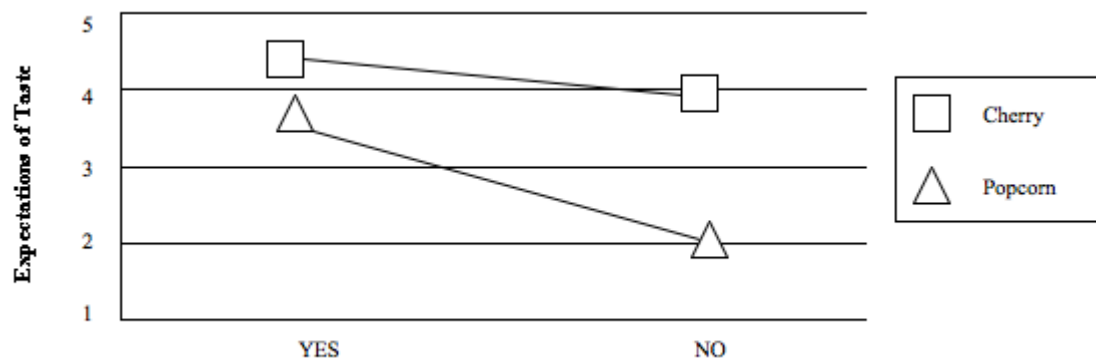 Expectations of Taste
5
4
3
2
1
YES NO
Cherry
Popcorn